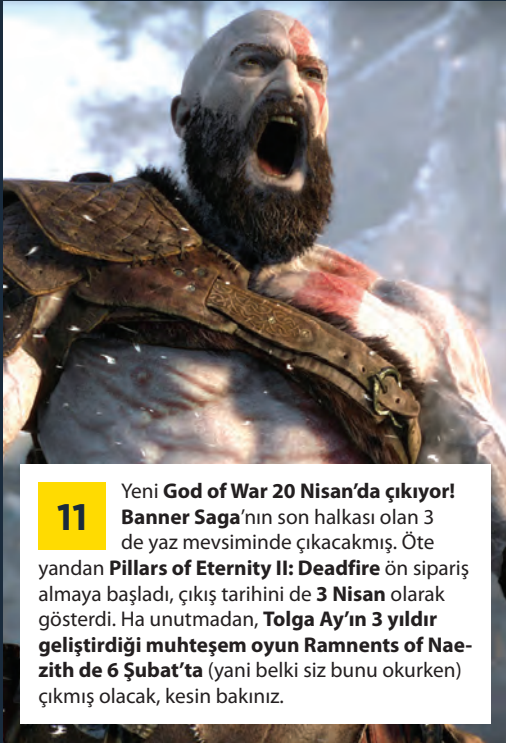 11
Yeni God of War 20 Nisan’da çıkıyor!
Banner Saga’nın son halkası olan 3
de yaz mevsiminde çıkacakmış. Öte
yandan Pillars of Eternity II: Deadfire ön sipariş
almaya başladı, çıkış tarihini de 3 Nisan olarak
gösterdi. Ha unutmadan, Tolga Ay’ın 3 yıldır
geliştirdiği muhteşem oyun Ramnents of Nae-
zith de 6 Şubat’ta (yani belki siz bunu okurken)
çıkmış olacak, kesin bakınız.